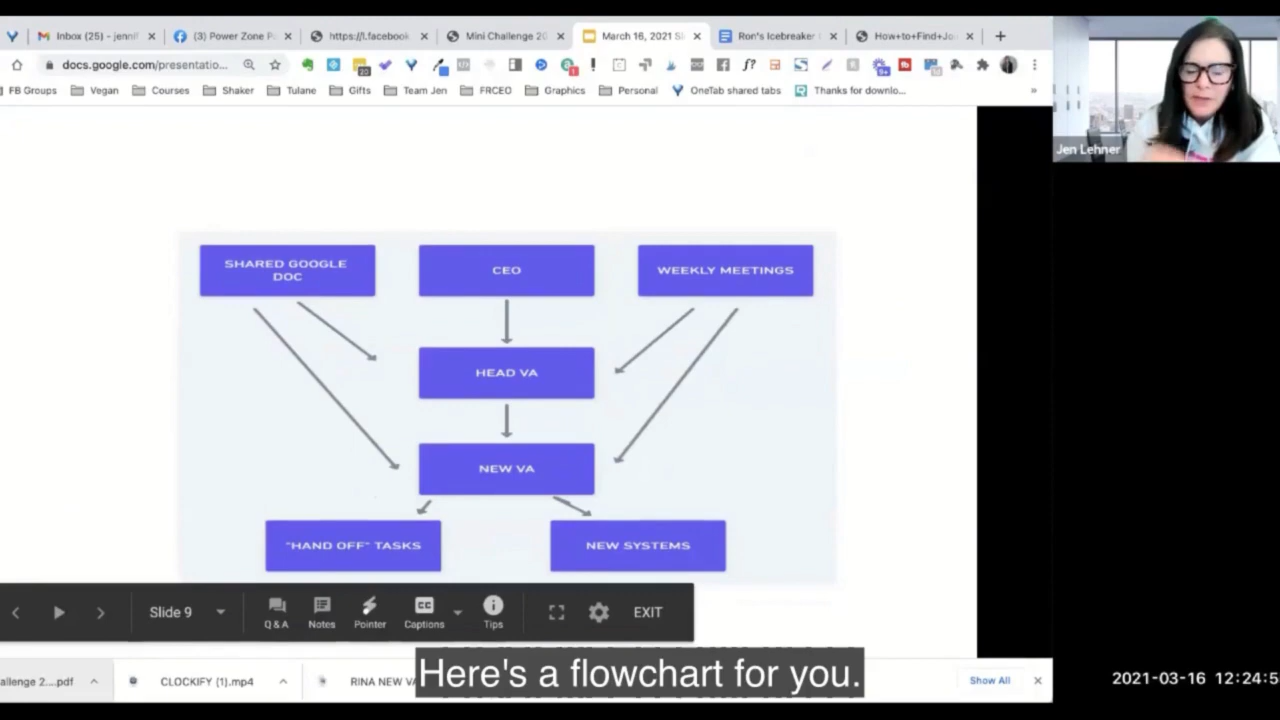 Inbox (25) - jennif
(3) Power Zone P
https://l.facebook
Mini Challenge 20
March 16, 2021 Sl
Ron's Icebreaker
How+to+Find+Jo
docs.google.com/presentatio...
FB Groups
Vegan
Courses
Shaker
Tulane
Gifts
Team Jen
FRCEO
Graphics
Personal
OneTab shared tabs
Thanks for downlo...
Jen Lehner
SHARED GOOGLE
DOC
CEO
WEEKLY MEETINGS
HEAD VA
NEW VA
"HAND OFF" TASKS
NEW SYSTEMS
Slide 9
Q & A
Notes
Pointer
CC
Captions
Tips
EXIT
allenge 2....pdf
CLOCKIFY (1).mp4
RINA NEW VA
Show All
Here's a flowchart for you.
2021-03-16 12:24:5